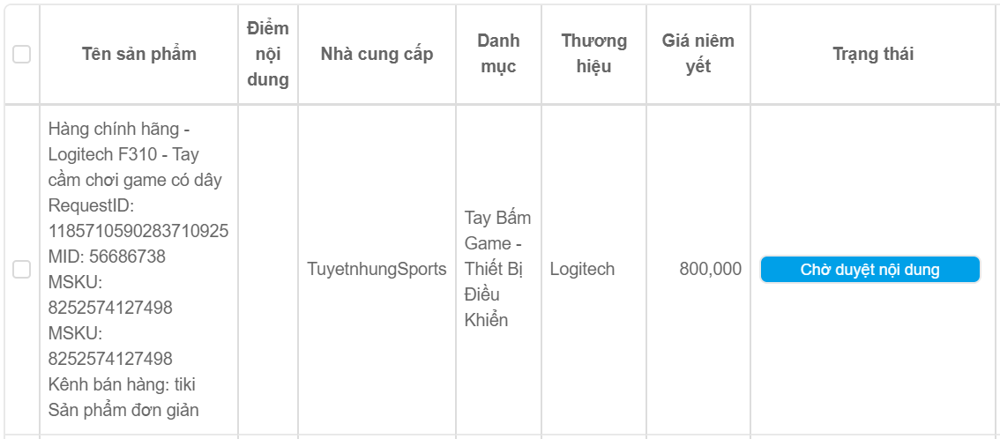 Tên sản phẩm
Điểm
nội
dung
Nhà cung cấp
Danh
mục
Thương
hiệu
Giá niêm
yết
Trạng thái
Hàng chính hãng -
Logitech F310 - Tay
cầm chơi game có dây
RequestID:
1185710590283710925
MID: 56686738
MSKU:
8252574127498
MSKU:
8252574127498
Kênh bán hàng: tiki
Sản phẩm đơn giản
TuyetnhungSports
Tay Bấm
Game -
Thiết Bị
Điều
Khiển
Logitech
800,000
Chờ duyệt nội dung